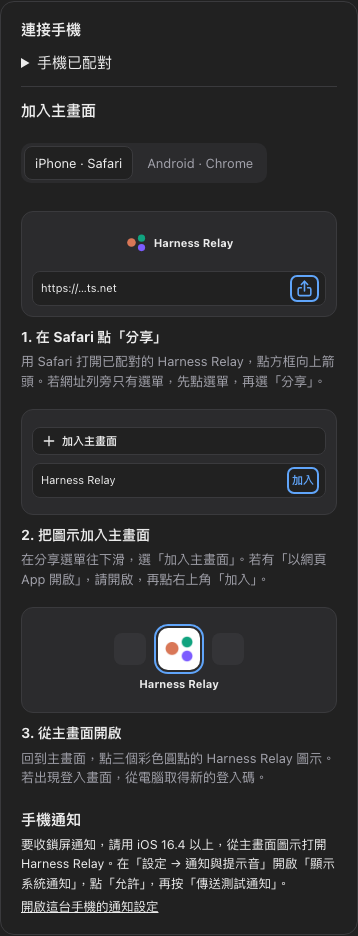 連接手機
▶ 手機已配對
加入主畫面
iPhone · Safari
Android · Chrome
Harness Relay
https://...ts.net
1. 在 Safari 點「分享」
用 Safari 打開已配對的 Harness Relay，點方框向上箭
頭。若網址列旁只有選單，先點選單，再選「分享」。
＋ 加入主畫面
Harness Relay
加入
2. 把圖示加入主畫面
在分享選單往下滑，選「加入主畫面」。若有「以網頁
App 開啟」，請開啟，再點右上角「加入」。
Harness Relay
3. 從主畫面開啟
回到主畫面，點三個彩色圓點的 Harness Relay 圖示。
若出現登入畫面，從電腦取得新的登入碼。
手機通知
要收鎖屏通知，請用 iOS 16.4 以上，從主畫面圖示打開
Harness Relay。在「設定 → 通知與提示音」開啟「顯示
系統通知」，點「允許」，再按「傳送測試通知」。
開啟這台手機的通知設定